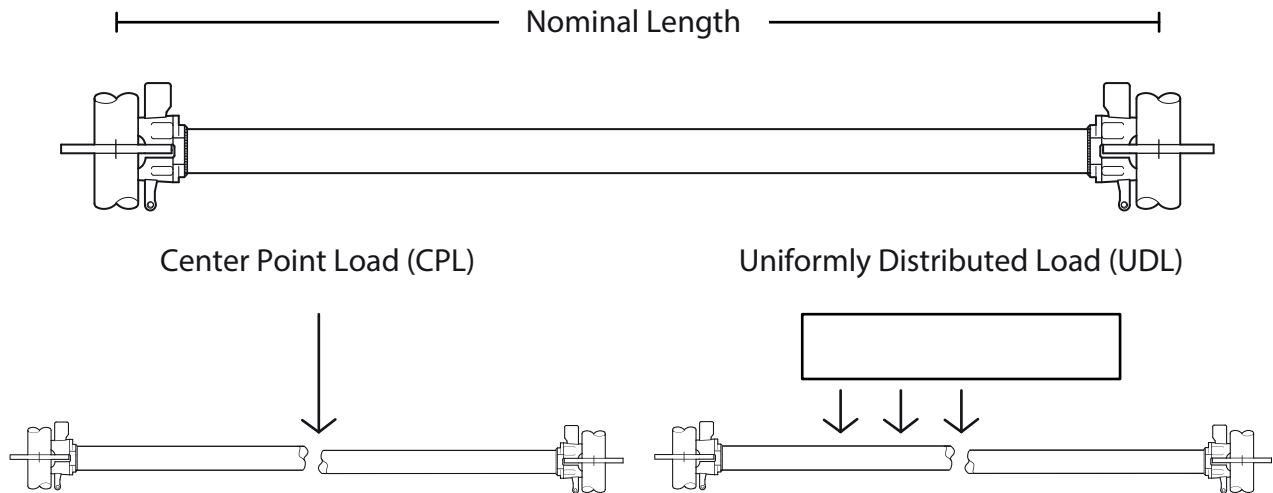 Nominal Length
Center Point Load (CPL)
Uniformly Distributed Load (UDL)